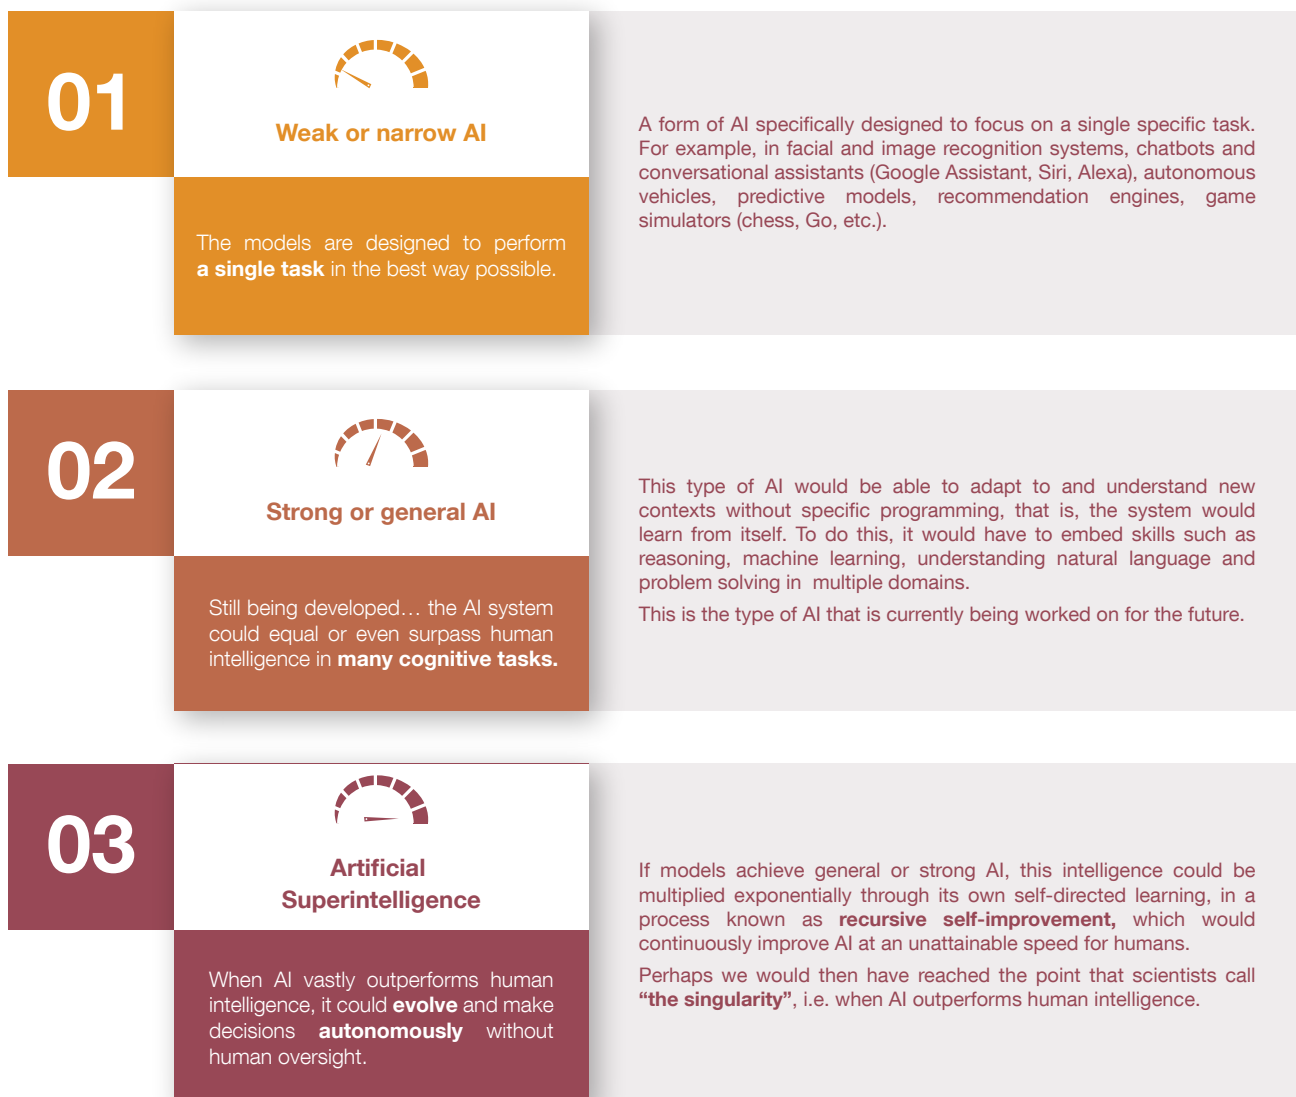 01
Weak or narrow AI
The models are designed to perform
a single task in the best way possible.
A form of AI specifically designed to focus on a single specific task.
For example, in facial and image recognition systems, chatbots and
conversational assistants (Google Assistant, Siri, Alexa), autonomous
vehicles, predictive models, recommendation engines, game
simulators (chess, Go, etc.).
02
Strong or general AI
Still being developed… the AI system
could equal or even surpass human
intelligence in many cognitive tasks.
This type of AI would be able to adapt to and understand new
contexts without specific programming, that is, the system would
learn from itself. To do this, it would have to embed skills such as
reasoning, machine learning, understanding natural language and
problem solving in multiple domains.
This is the type of AI that is currently being worked on for the future.
03
Artificial
Superintelligence
When AI vastly outperforms human
intelligence, it could evolve and make
decisions autonomously without
human oversight.
If models achieve general or strong AI, this intelligence could be
multiplied exponentially through its own self-directed learning, in a
process known as recursive self-improvement, which would
continuously improve AI at an unattainable speed for humans.
Perhaps we would then have reached the point that scientists call
“the singularity”, i.e. when AI outperforms human intelligence.